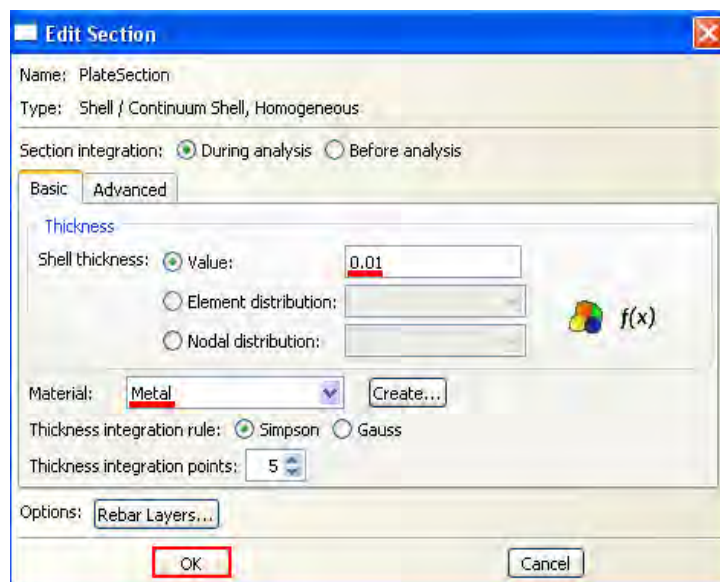 Edit Section
Name: PlateSection
Type: Shell / Continuum Shell, Homogeneous
Section integration: During analysis Before analysis
Basic Advanced
Thickness
Shell thickness: Value: 0.01
Element distribution:
f(x)
Nodal distribution:
Material: Metal Create...
Thickness integration rule: Simpson Gauss
Thickness integration points: 5
Options: Rebar Layers...
OK Cancel